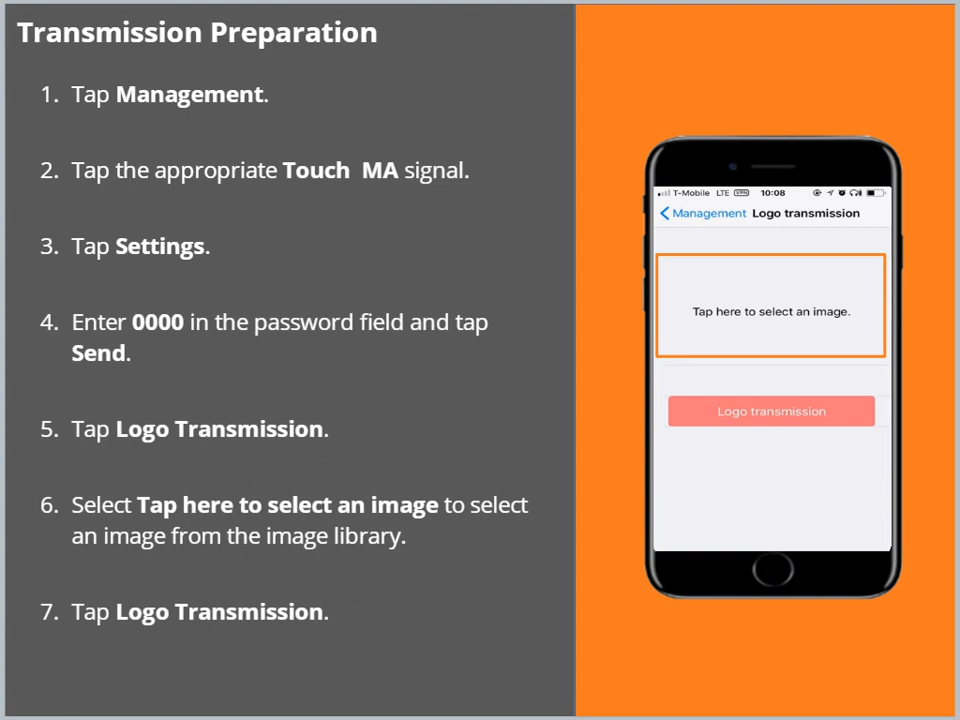 Transmission Preparation
1. Tap Management.
2. Tap the appropriate Touch MA signal.
3. Tap Settings.
4. Enter 0000 in the password field and tap
Send.
5. Tap Logo Transmission.
6. Select Tap here to select an image to select
an image from the image library.
7. Tap Logo Transmission.
T-Mobile LTE VPN 10:08
Management Logo transmission
Tap here to select an image.
Logo transmission